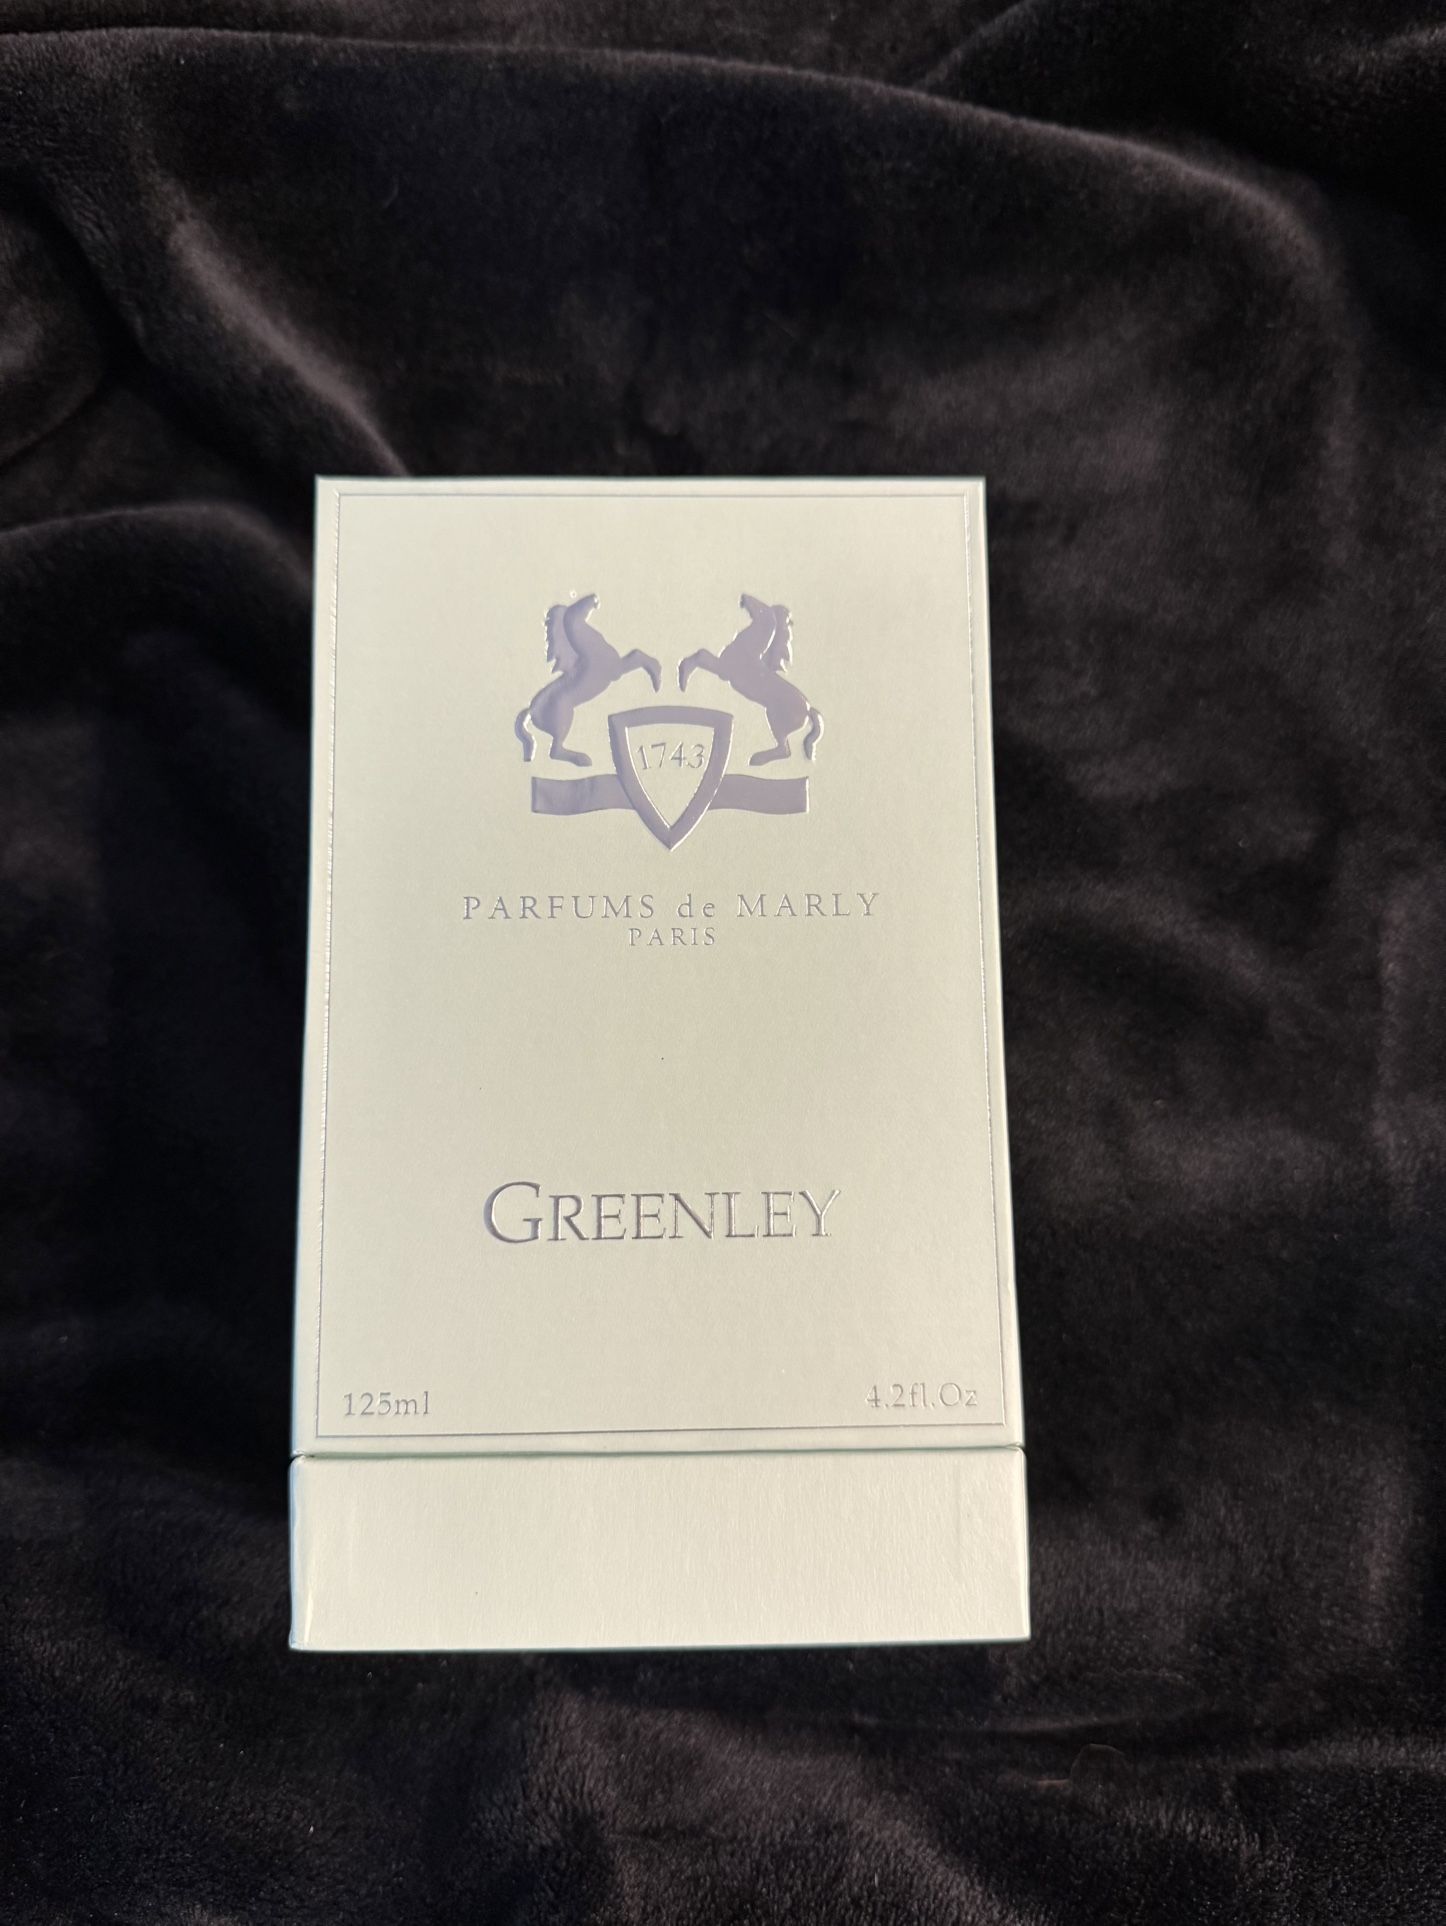 1743
PARFUMS de MARLY
PARIS
GREENLEY
125ml
4.2fl.Oz